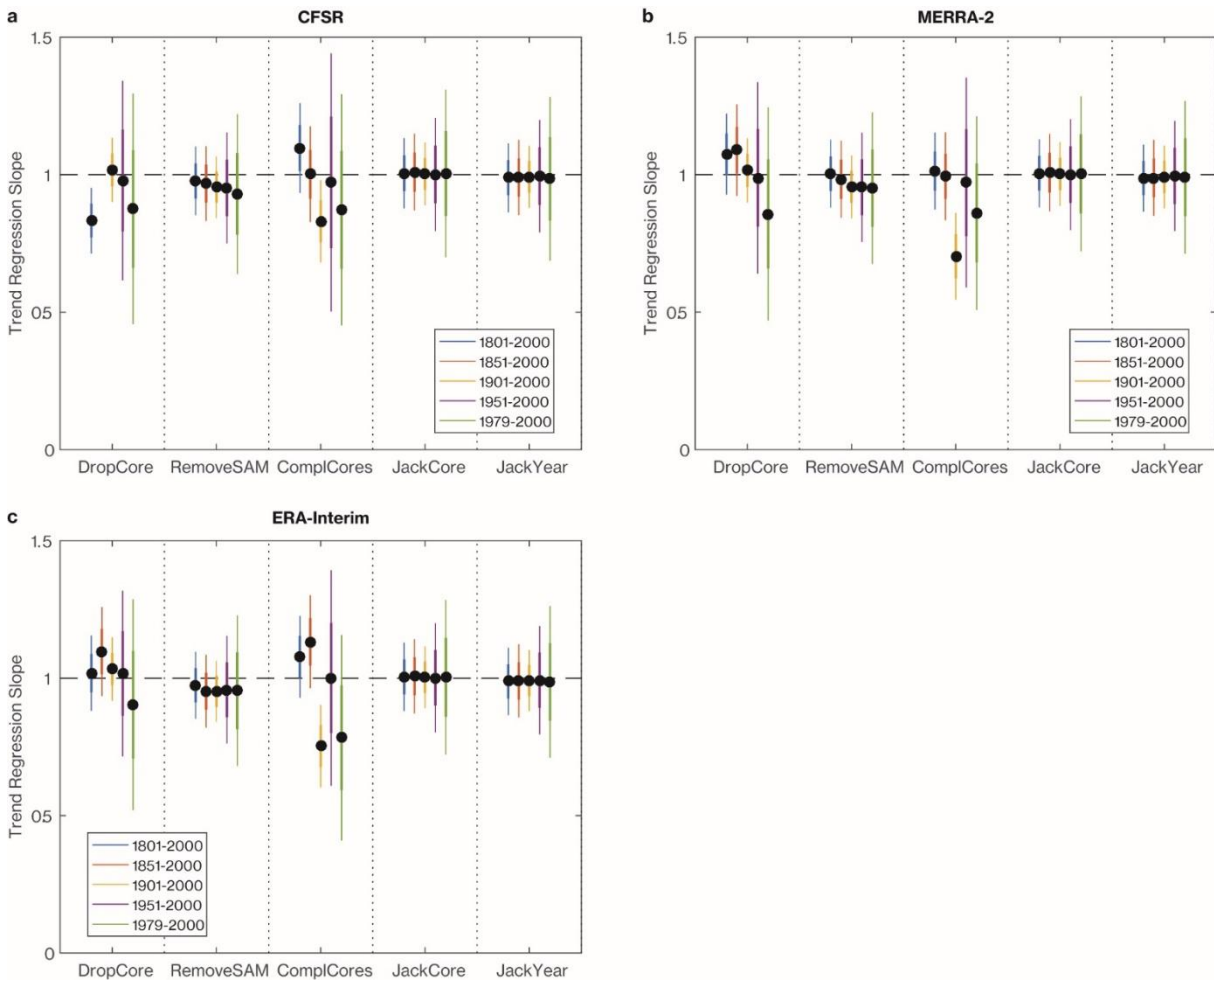 a
CFSR
1.5
1
05
0
Trend Regression Slope
1801-2000
1851-2000
1901-2000
1951-2000
1979-2000
DropCore RemoveSAM ComplCores JackCore JackYear
b
MERRA-2
1.5
1
05
0
Trend Regression Slope
1801-2000
1851-2000
1901-2000
1951-2000
1979-2000
DropCore RemoveSAM ComplCores JackCore JackYear
c
ERA-Interim
1.5
1
05
0
Trend Regression Slope
1801-2000
1851-2000
1901-2000
1951-2000
1979-2000
DropCore RemoveSAM ComplCores JackCore JackYear